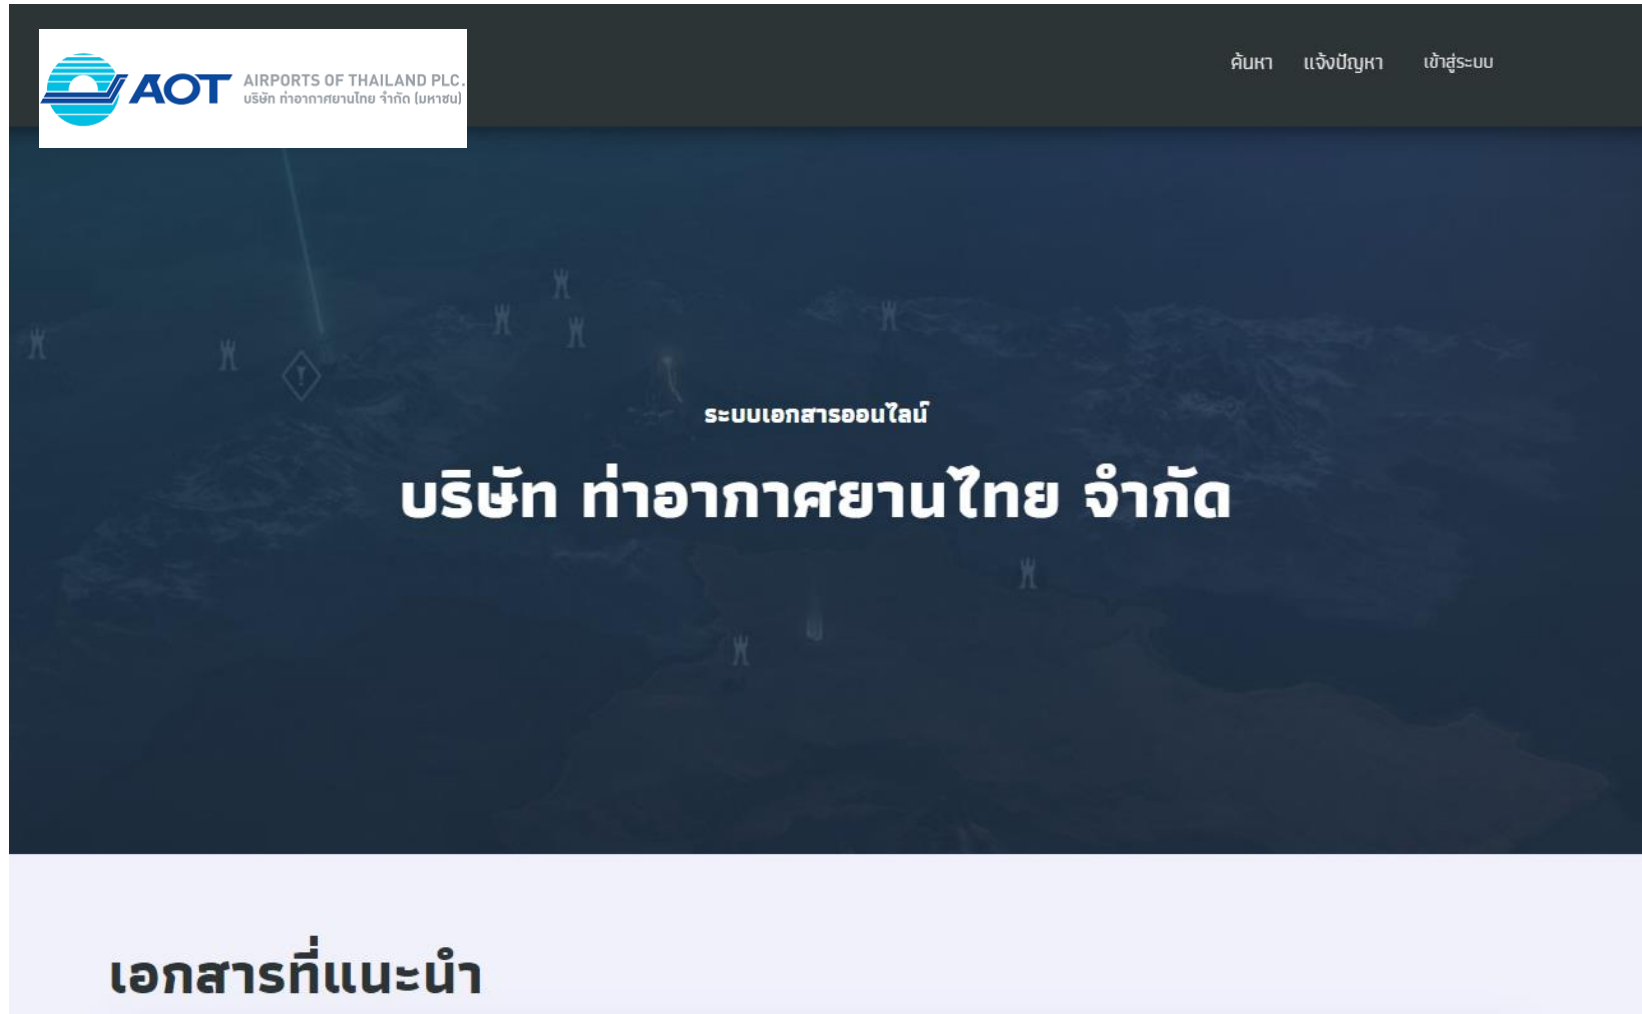 AOT
AIRPORTS OF THAILAND PLC.
บริษัท ท่าอากาศยานไทย จำกัด (มหาชน)
ค้นหา แจ้งปัญหา เข้าสู่ระบบ
ระบบเอกสารออนไลน์
บริษัท ท่าอากาศยานไทย จำกัด
เอกสารที่แนะนำ